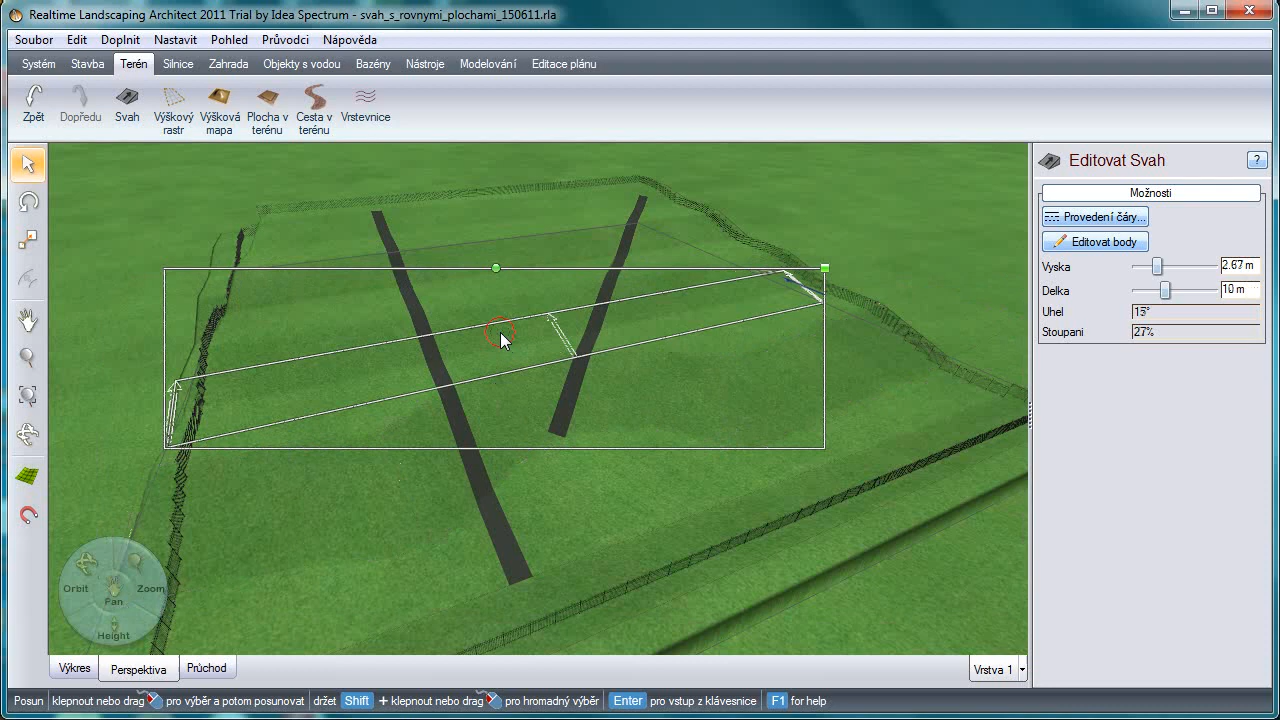 Realtime Landscaping Architect 2011 Trial by Idea Spectrum - svah_s_rovnymi_plochami_150611.rla
Soubor Edit Doplnit Nastavit Pohled Průvodci Nápověda
Systém Stavba Terén Silnice Zahrada Objekty s vodou Bazény Nástroje Modelování Editace plánu
Zpět Dopředu Svah Výškový rastr Výšková mapa Plocha v terénu Cesta v terénu Vrstevnice
Editovat Svah ?
Možnosti
Provedení čáry...
Editovat body
Vyska 2.67 m
Delka 10 m
Uhel 15°
Stoupani 27%
Orbit Zoom
Pan
Height
Výkres Perspektiva Průchod Vrstva 1
Posun klepnout nebo drag pro výběr a potom posunovat držet Shift + klepnout nebo drag pro hromadný výběr Enter pro vstup z klávesnice F1 for help